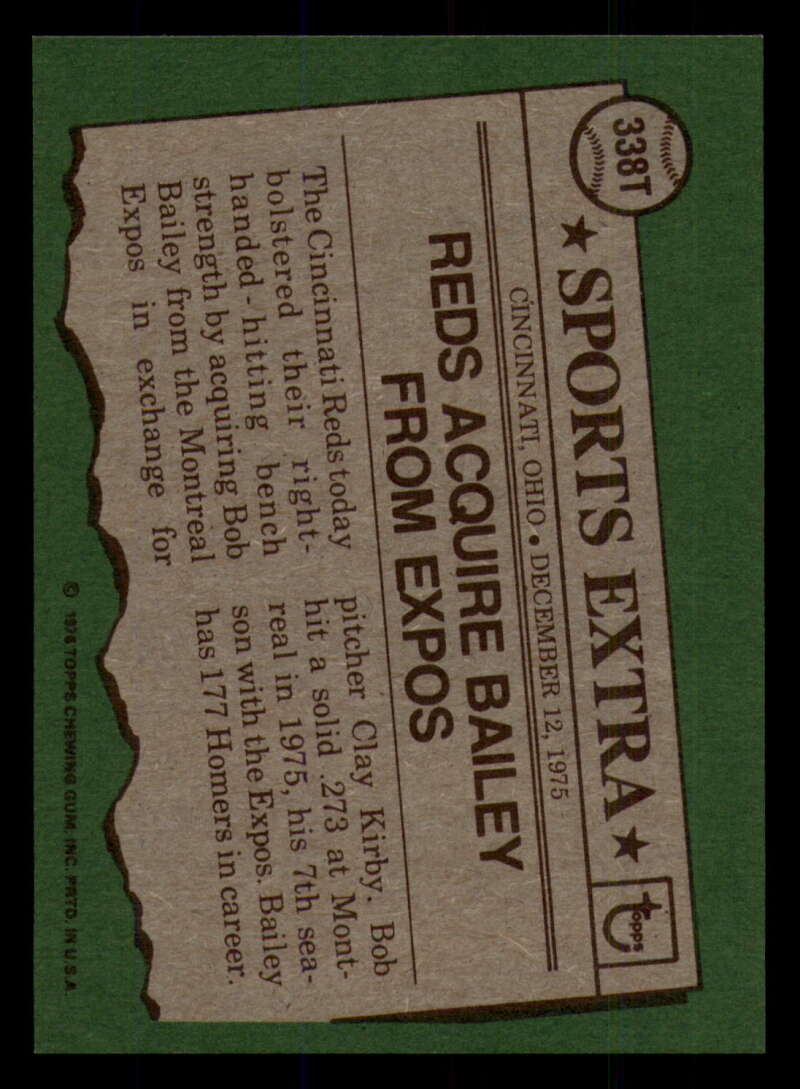 338T
★ SPORTS EXTRA ★
topps
CINCINNATI, OHIO • DECEMBER 12, 1975
REDS ACQUIRE BAILEY
FROM EXPOS
The Cincinnati Reds today
bolstered their right-
handed-hitting bench
strength by acquiring Bob
Bailey from the Montreal
Expos in exchange for
pitcher Clay Kirby. Bob
hit a solid .273 at Mont-
real in 1975, his 7th sea-
son with the Expos. Bailey
has 177 Homers in career.
© 1976 TOPPS CHEWING GUM, INC. PRTD. IN U.S.A.